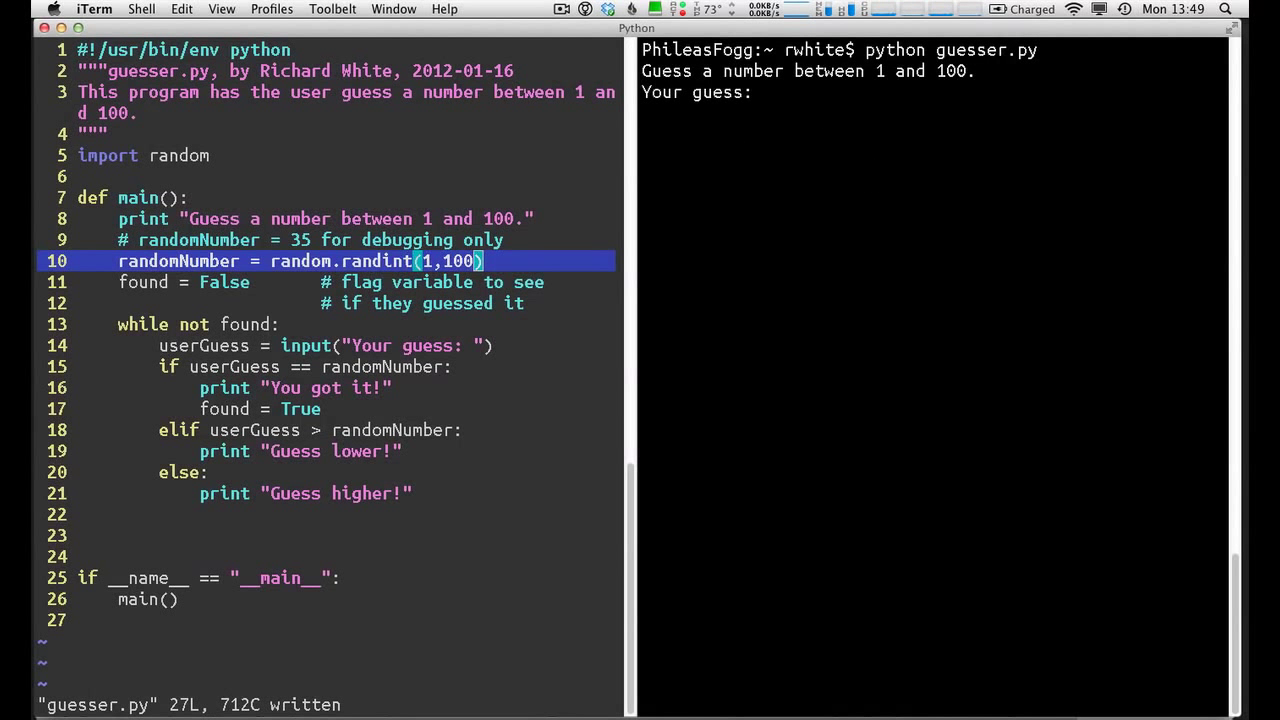 iTerm Shell Edit View Profiles Toolbelt Window Help 73° 0.0KB/s 0.0KB/s Charged Mon 13:49
Python
1 #!/usr/bin/env python
2 """guesser.py, by Richard White, 2012-01-16
3 This program has the user guess a number between 1 an
d 100.
4 """
5 import random
6
7 def main():
8 print "Guess a number between 1 and 100."
9 # randomNumber = 35 for debugging only
10 randomNumber = random.randint(1,100)
11 found = False # flag variable to see
12 # if they guessed it
13 while not found:
14 userGuess = input("Your guess: ")
15 if userGuess == randomNumber:
16 print "You got it!"
17 found = True
18 elif userGuess > randomNumber:
19 print "Guess lower!"
20 else:
21 print "Guess higher!"
22
23
24
25 if __name__ == "__main__":
26 main()
27
~
~
~
"guesser.py" 27L, 712C written
PhileasFogg:~ rwhite$ python guesser.py
Guess a number between 1 and 100.
Your guess: